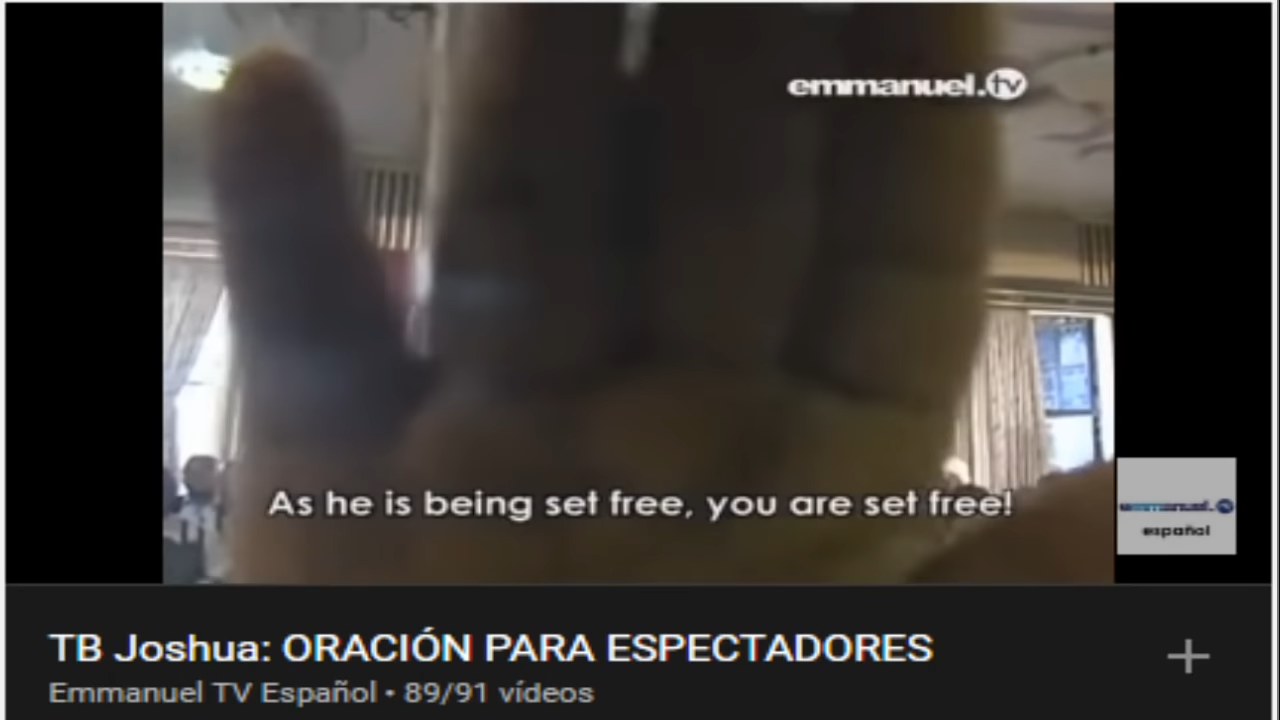 emmanuel.tv
As he is being set free, you are set free!
emmanuel.tv
español
TB Joshua: ORACIÓN PARA ESPECTADORES
Emmanuel TV Español • 89/91 vídeos